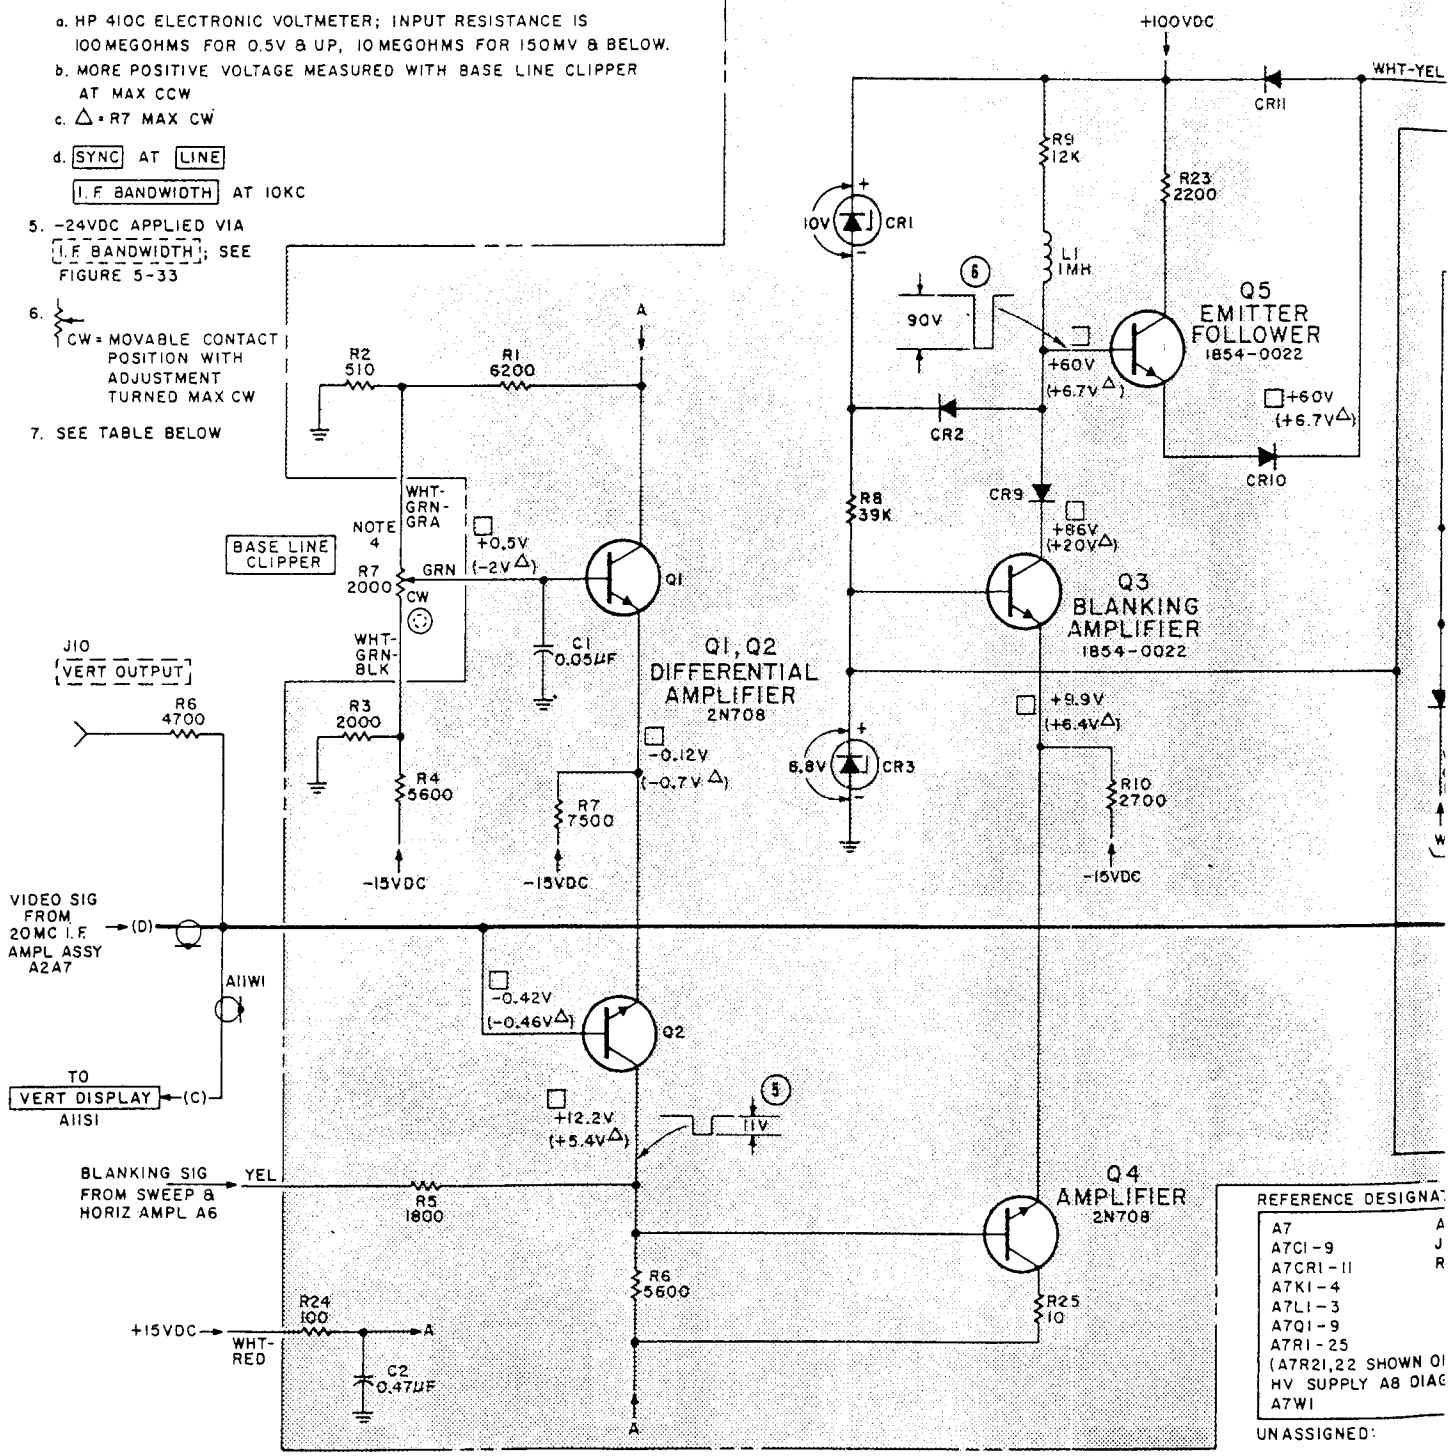 a. HP 410C ELECTRONIC VOLTMETER; INPUT RESISTANCE IS
100 MEGOHMS FOR 0.5V & UP, 10 MEGOHMS FOR 150MV & BELOW.
b. MORE POSITIVE VOLTAGE MEASURED WITH BASE LINE CLIPPER
AT MAX CCW
c. △ = R7 MAX CW
d. SYNC AT LINE
I.F. BANDWIDTH AT 10KC
5. -24VDC APPLIED VIA
I.F. BANDWIDTH; SEE
FIGURE 5-33
6.
CW = MOVABLE CONTACT
POSITION WITH
ADJUSTMENT
TURNED MAX CW
7. SEE TABLE BELOW
+100VDC
WHT-YEL
CR11
R9
12K
R23
2200
+
10V
CR1
-
L1
1MH
6
90V
Q5
EMITTER
FOLLOWER
1854-0022
+60V
(+6.7V△)
+60V
(+6.7V△)
CR2
CR10
A
R2
510
R1
6200
WHT-
GRN-
GRA
NOTE
4
BASE LINE
CLIPPER
R7
2000
GRN
CW
+0.5V
(-2V△)
Q1
R8
39K
CR9
+86V
(+20V△)
Q3
BLANKING
AMPLIFIER
1854-0022
WHT-
GRN-
BLK
C1
0.05µF
Q1,Q2
DIFFERENTIAL
AMPLIFIER
2N708
J10
VERT OUTPUT
R6
4700
R3
2000
R4
5600
-15VDC
-0.12V
(-0.7V△)
R7
7500
-15VDC
+
6.8V
CR3
-
+9.9V
(+6.4V△)
R10
2700
-15VDC
W
VIDEO SIG
FROM
20MC I.F.
AMPL ASSY
A2A7
(D)
A11W1
-0.42V
(-0.46V△)
Q2
TO
VERT DISPLAY
A11S1
(C)
+12.2V
(+5.4V△)
5
11V
BLANKING SIG
FROM SWEEP &
HORIZ AMPL A6
YEL
R5
1800
Q4
AMPLIFIER
2N708
R6
5600
R25
10
+15VDC
WHT-
RED
R24
100
A
C2
0.47µF
A
REFERENCE DESIGNAT
A7
A7C1-9
A7CR1-11
A7K1-4
A7L1-3
A7Q1-9
A7R1-25
(A7R21,22 SHOWN O
HV SUPPLY A8 DIAG
A7W1
A
J
R
UNASSIGNED: